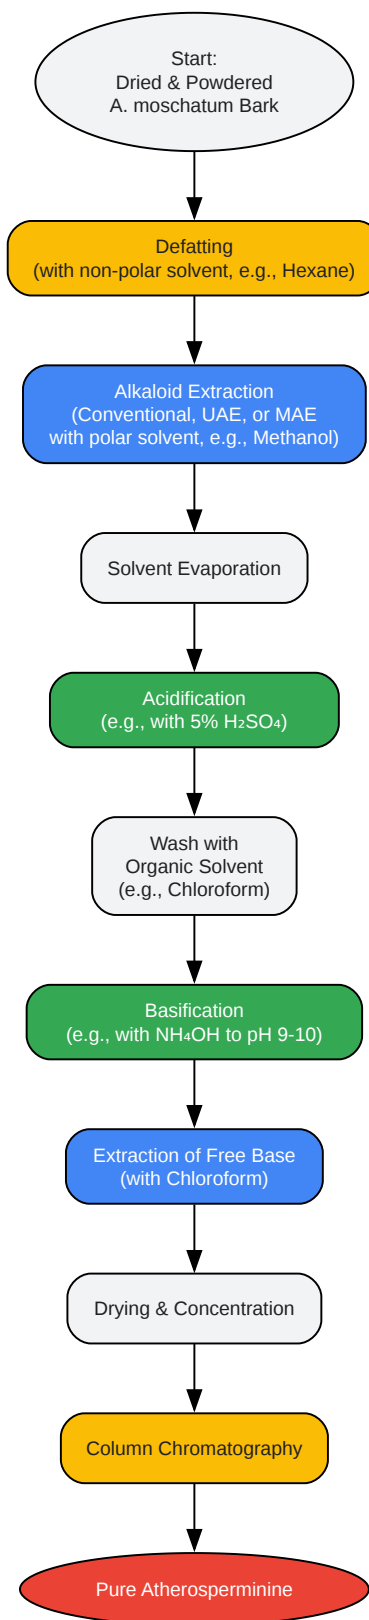 Start:
Dried & Powdered
A. moschatum Bark
Defatting
(with non-polar solvent, e.g., Hexane)
Alkaloid Extraction
(Conventional, UAE, or MAE
with polar solvent, e.g., Methanol)
Solvent Evaporation
Acidification
(e.g., with 5% H₂SO₄)
Wash with
Organic Solvent
(e.g., Chloroform)
Basification
(e.g., with NH₄OH to pH 9-10)
Extraction of Free Base
(with Chloroform)
Drying & Concentration
Column Chromatography
Pure Atherosperminine